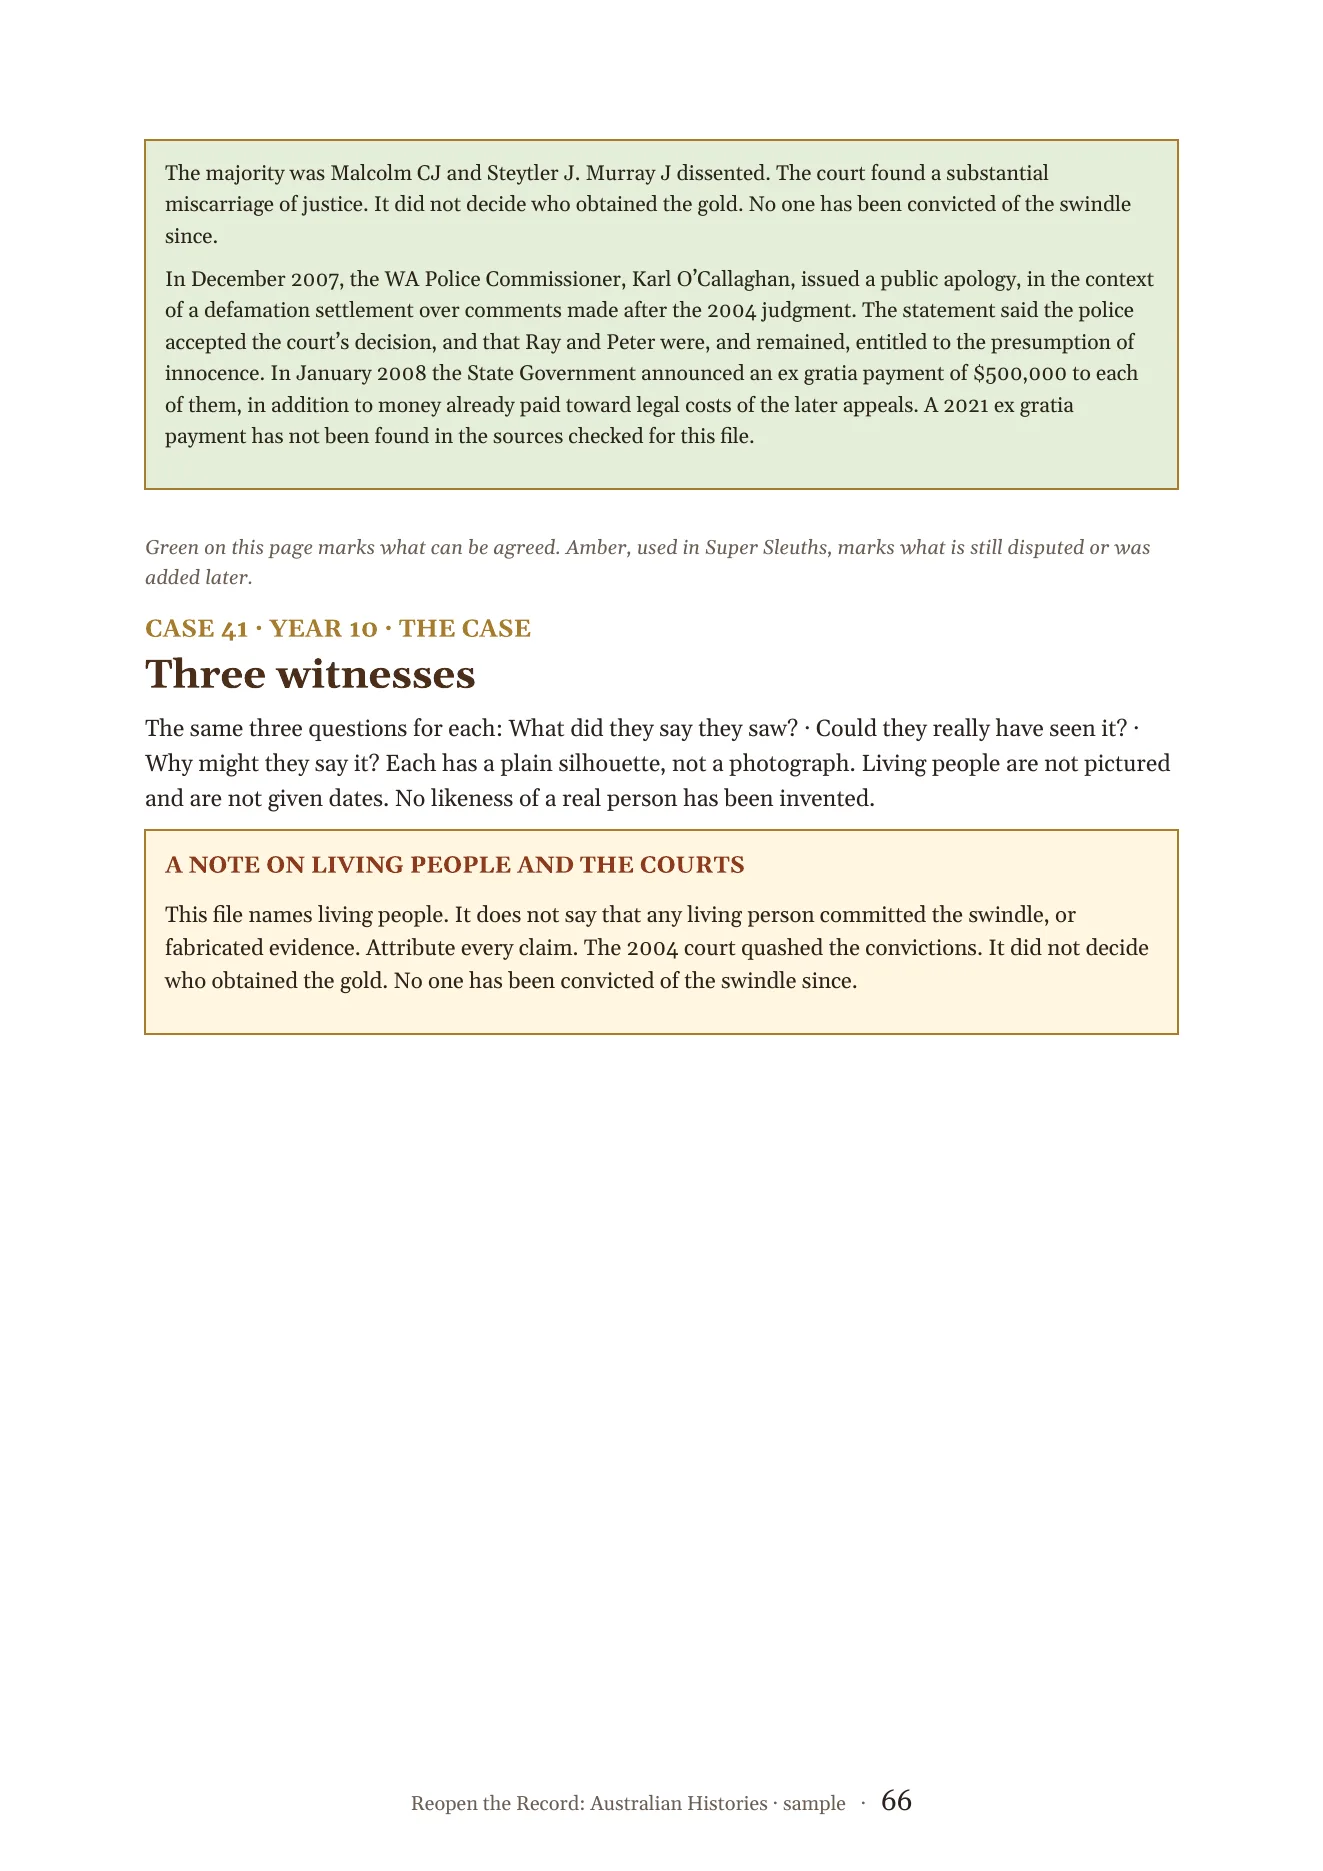 The majority was Malcolm CJ and Steytler J. Murray J dissented. The court found a substantial
miscarriage of justice. It did not decide who obtained the gold. No one has been convicted of the swindle
since.
In December 2007, the WA Police Commissioner, Karl O’Callaghan, issued a public apology, in the context
of a defamation settlement over comments made after the 2004 judgment. The statement said the police
accepted the court’s decision, and that Ray and Peter were, and remained, entitled to the presumption of
innocence. In January 2008 the State Government announced an ex gratia payment of $500,000 to each
of them, in addition to money already paid toward legal costs of the later appeals. A 2021 ex gratia
payment has not been found in the sources checked for this file.
Green on this page marks what can be agreed. Amber, used in Super Sleuths, marks what is still disputed or was
added later.
CASE 41 · YEAR 10 · THE CASE
Three witnesses
The same three questions for each: What did they say they saw? · Could they really have seen it? ·
Why might they say it? Each has a plain silhouette, not a photograph. Living people are not pictured
and are not given dates. No likeness of a real person has been invented.
A NOTE ON LIVING PEOPLE AND THE COURTS
This file names living people. It does not say that any living person committed the swindle, or
fabricated evidence. Attribute every claim. The 2004 court quashed the convictions. It did not decide
who obtained the gold. No one has been convicted of the swindle since.
Reopen the Record: Australian Histories · sample · 66